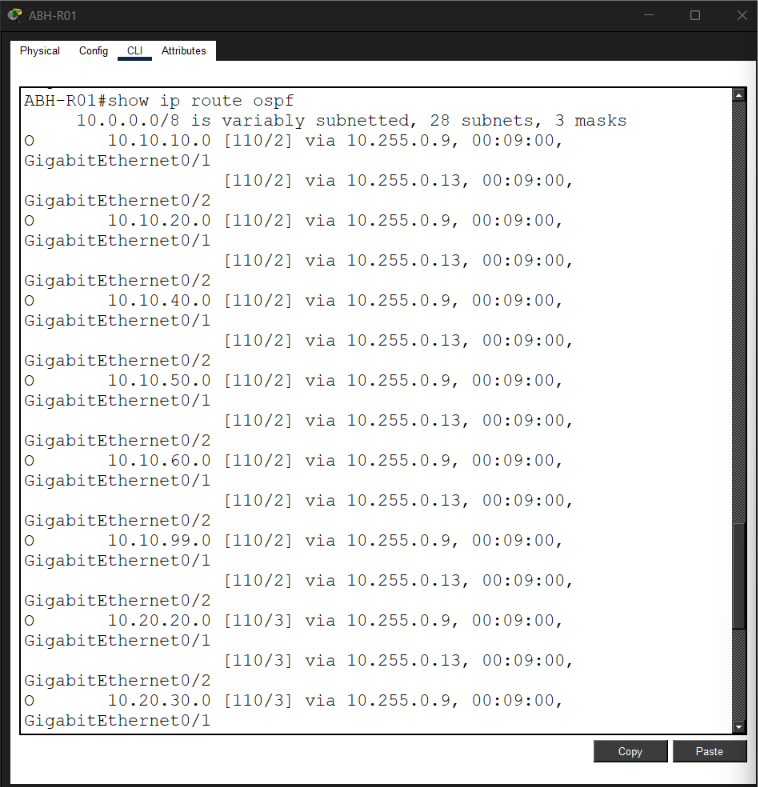 ABH-R01
Physical Config CLI Attributes
ABH-R01#show ip route ospf
10.0.0.0/8 is variably subnetted, 28 subnets, 3 masks
O 10.10.10.0 [110/2] via 10.255.0.9, 00:09:00,
GigabitEthernet0/1
[110/2] via 10.255.0.13, 00:09:00,
GigabitEthernet0/2
O 10.10.20.0 [110/2] via 10.255.0.9, 00:09:00,
GigabitEthernet0/1
[110/2] via 10.255.0.13, 00:09:00,
GigabitEthernet0/2
O 10.10.40.0 [110/2] via 10.255.0.9, 00:09:00,
GigabitEthernet0/1
[110/2] via 10.255.0.13, 00:09:00,
GigabitEthernet0/2
O 10.10.50.0 [110/2] via 10.255.0.9, 00:09:00,
GigabitEthernet0/1
[110/2] via 10.255.0.13, 00:09:00,
GigabitEthernet0/2
O 10.10.60.0 [110/2] via 10.255.0.9, 00:09:00,
GigabitEthernet0/1
[110/2] via 10.255.0.13, 00:09:00,
GigabitEthernet0/2
O 10.10.99.0 [110/2] via 10.255.0.9, 00:09:00,
GigabitEthernet0/1
[110/2] via 10.255.0.13, 00:09:00,
GigabitEthernet0/2
O 10.20.20.0 [110/3] via 10.255.0.9, 00:09:00,
GigabitEthernet0/1
[110/3] via 10.255.0.13, 00:09:00,
GigabitEthernet0/2
O 10.20.30.0 [110/3] via 10.255.0.9, 00:09:00,
GigabitEthernet0/1
Copy Paste